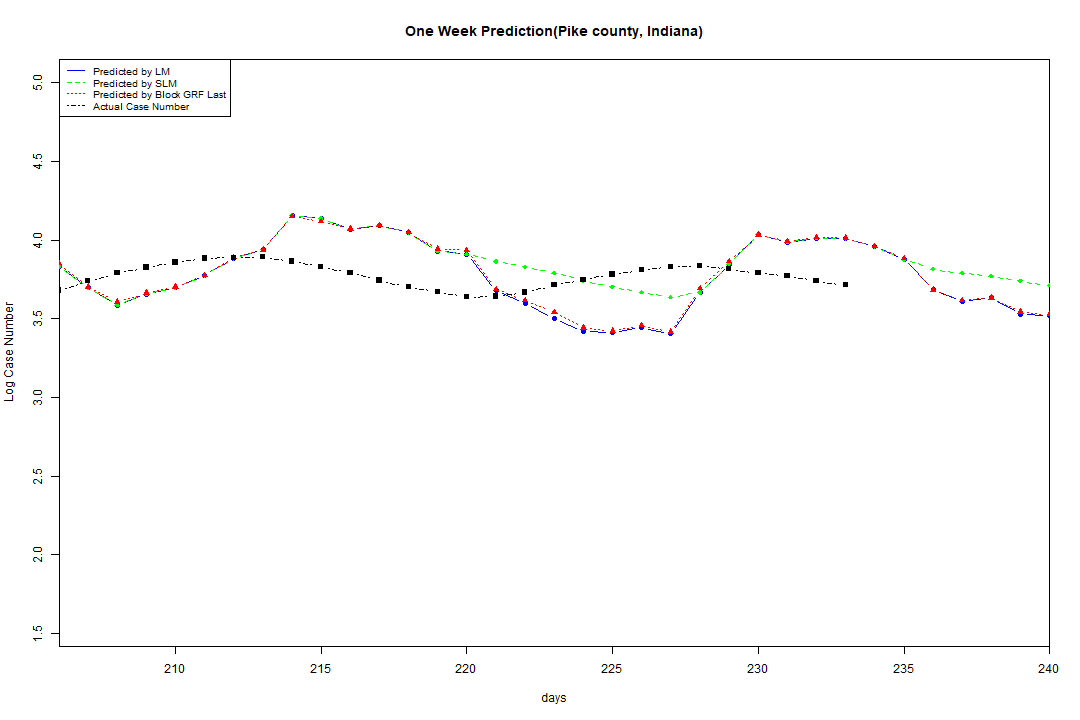 One Week Prediction(Pike county, Indiana)
Predicted by LM
Predicted by SLM
Predicted by Block GRF Last
Actual Case Number
5.0
4.5
4.0
3.5
3.0
2.5
2.0
1.5
Log Case Number
210 215 220 225 230 235 240
days